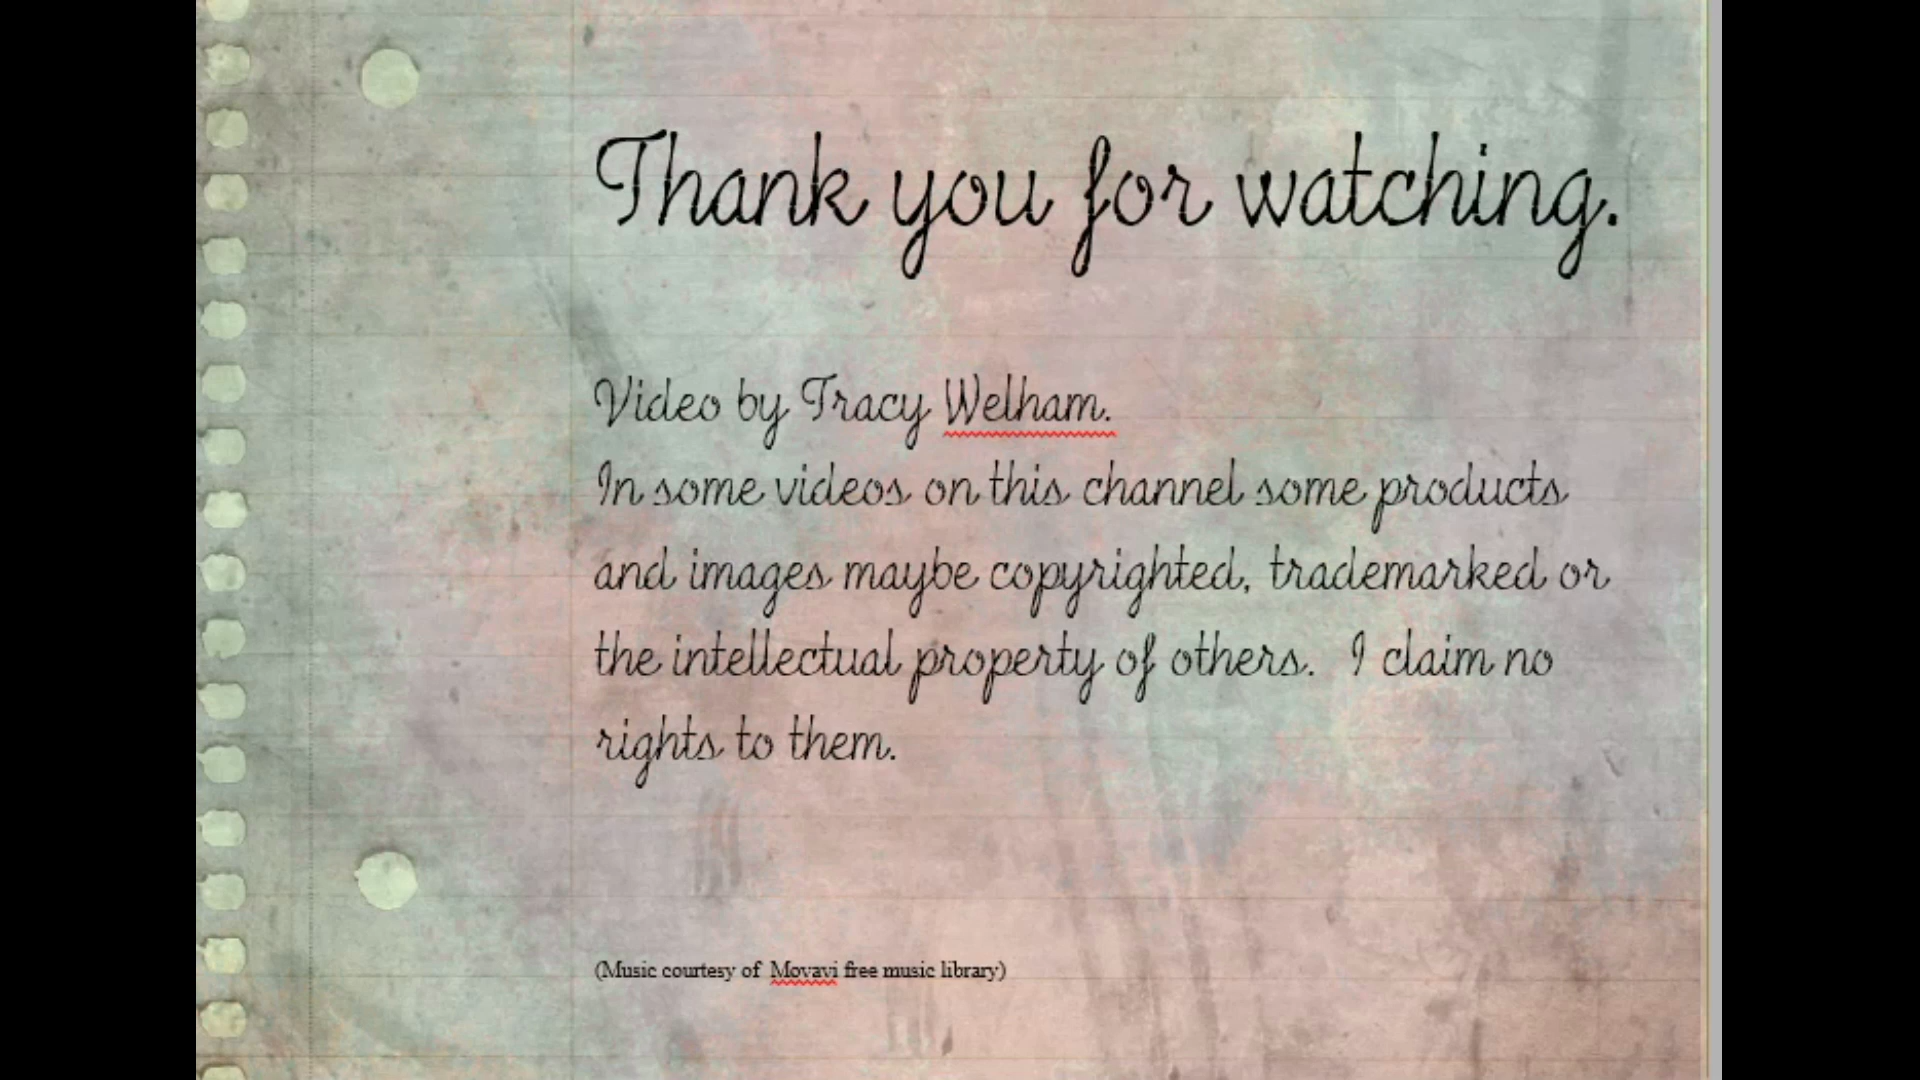 Thank you for watching.
Video by Tracy Welham.
In some videos on this channel some products
and images maybe copyrighted, trademarked or
the intellectual property of others.  I claim no
rights to them.
(Music courtesy of  Movavi free music library)